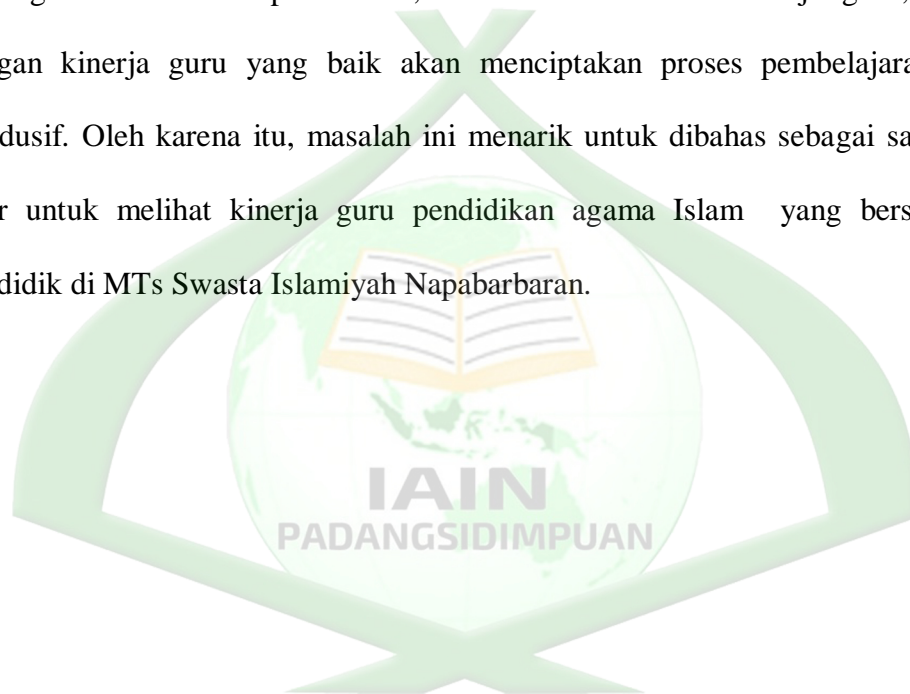 gan kinerja guru yang baik akan menciptakan proses pembelajara
dusif. Oleh karena itu, masalah ini menarik untuk dibahas sebagai sa
r untuk melihat kinerja guru pendidikan agama Islam yang bers
didik di MTs Swasta Islamiyah Napabarbaran.
IAIN
PADANGSIDIMPUAN